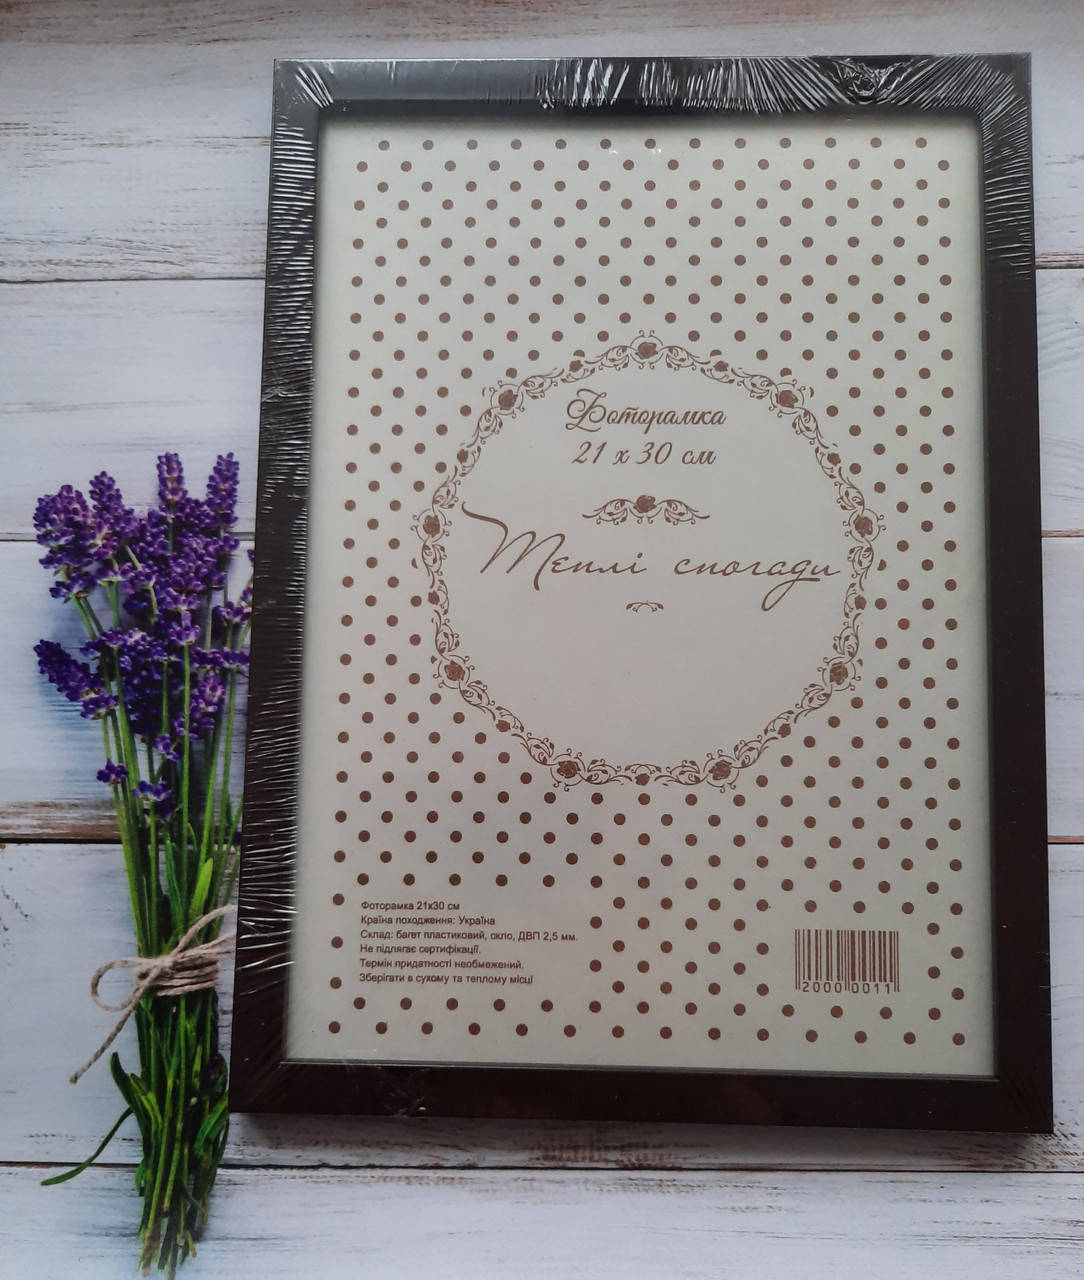 Фоторамка
21 х 30 см
Теплі спогади
Фоторамка 21х30 см
Країна походження: Україна
Склад: багет пластиковий, скло, ДВП 2,5 мм.
Не підлягає сертифікації.
Термін придатності необмежений.
Зберігати в сухому та теплому місці
2000 0011